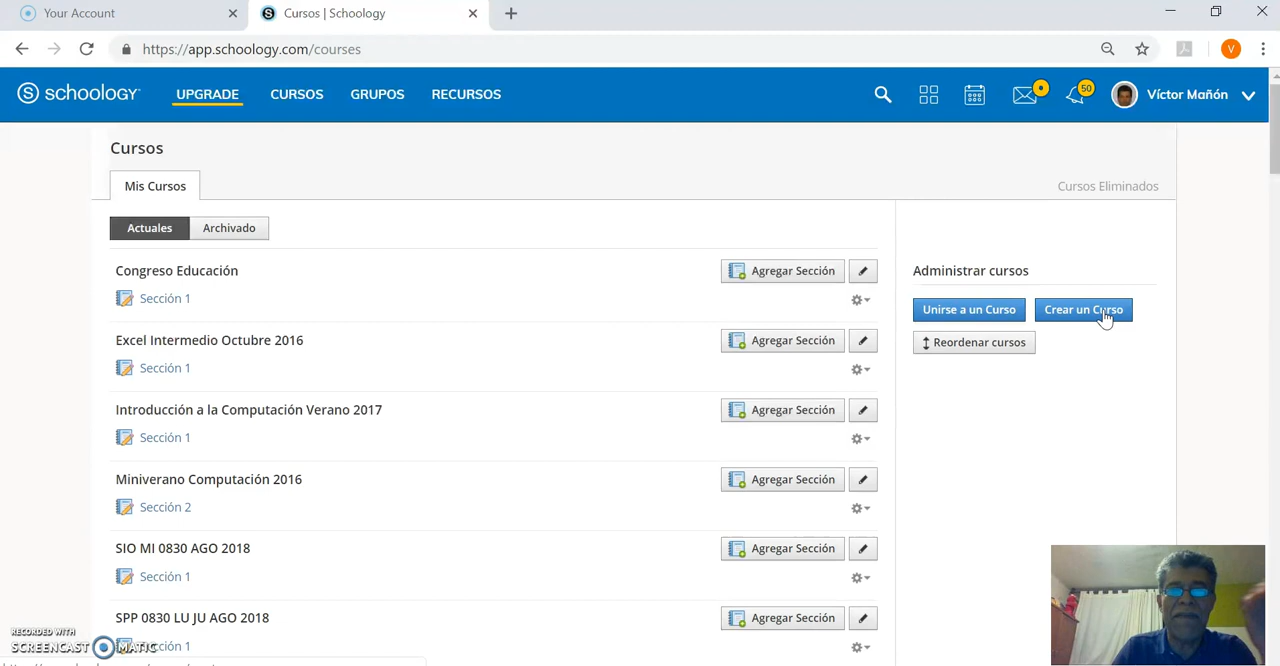 Your Account
Cursos | Schoology
https://app.schoology.com/courses
V
S schoology
UPGRADE
CURSOS
GRUPOS
RECURSOS
50
Víctor Mañón
Cursos
Mis Cursos
Cursos Eliminados
Actuales
Archivado
Congreso Educación
Agregar Sección
Sección 1
Administrar cursos
Unirse a un Curso
Crear un Curso
Reordenar cursos
Excel Intermedio Octubre 2016
Agregar Sección
Sección 1
Introducción a la Computación Verano 2017
Agregar Sección
Sección 1
Miniverano Computación 2016
Agregar Sección
Sección 2
SIO MI 0830 AGO 2018
Agregar Sección
Sección 1
SPP 0830 LU JU AGO 2018
Agregar Sección
Sección 1
RECORDED WITH
SCREENCAST MATIC